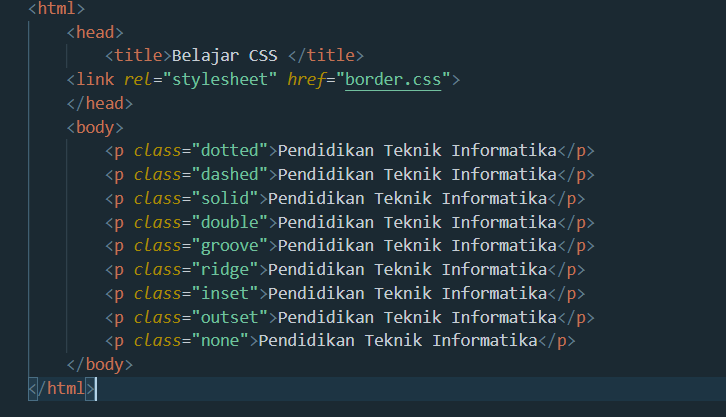 <html>
<head>
<title>Belajar CSS </title>
<link rel="stylesheet" href="border.css">
</head>
<body>
<p class="dotted">Pendidikan Teknik Informatika</p>
<p class="dashed">Pendidikan Teknik Informatika</p>
<p class="solid">Pendidikan Teknik Informatika</p>
<p class="double">Pendidikan Teknik Informatika</p>
<p class="groove">Pendidikan Teknik Informatika</p>
<p class="ridge">Pendidikan Teknik Informatika</p>
<p class="inset">Pendidikan Teknik Informatika</p>
<p class="outset">Pendidikan Teknik Informatika</p>
<p class="none">Pendidikan Teknik Informatika</p>
</body>
</html>